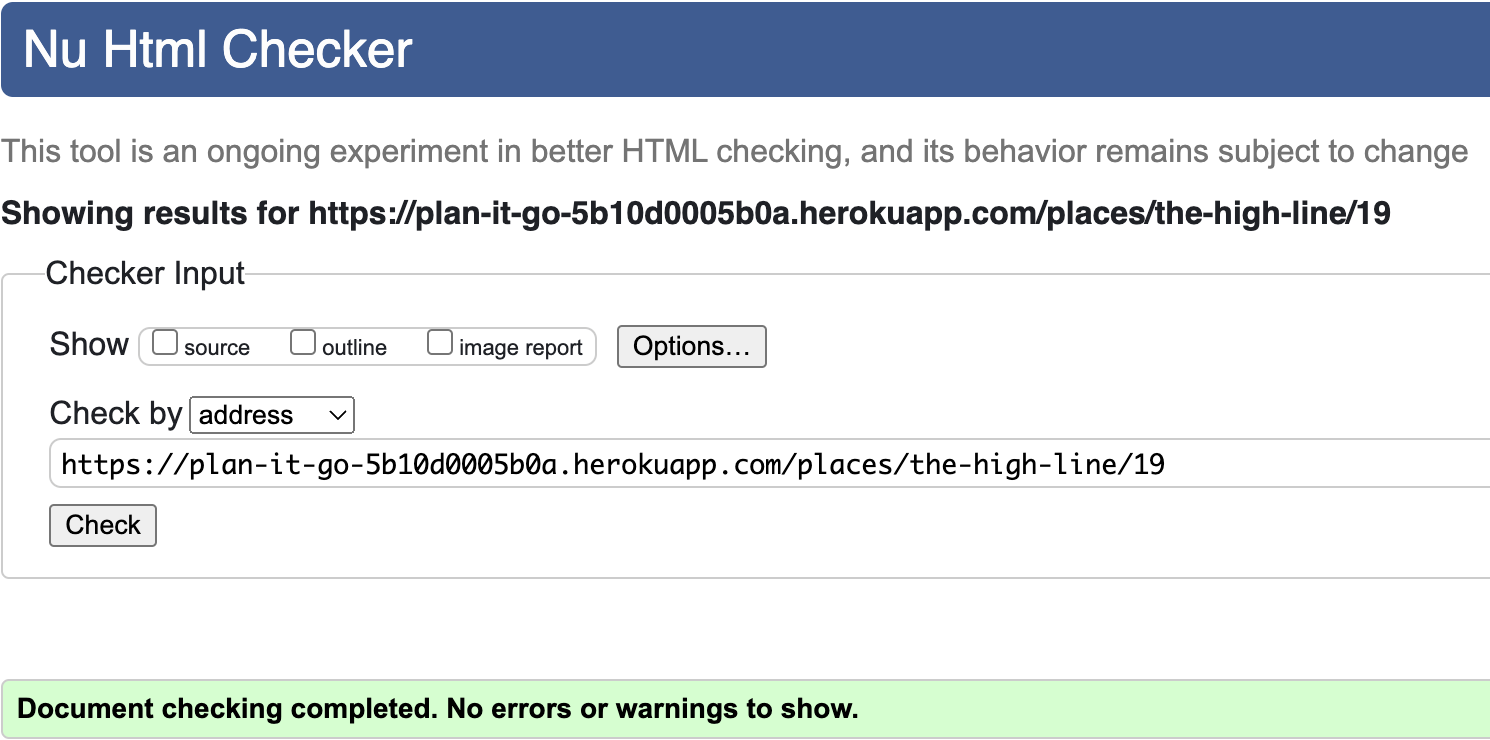 Nu Html Checker
This tool is an ongoing experiment in better HTML checking, and its behavior remains subject to change
Showing results for https://plan-it-go-5b10d0005b0a.herokuapp.com/places/the-high-line/19
Checker Input
Show source outline image report Options…
Check by address
https://plan-it-go-5b10d0005b0a.herokuapp.com/places/the-high-line/19
Check
Document checking completed. No errors or warnings to show.